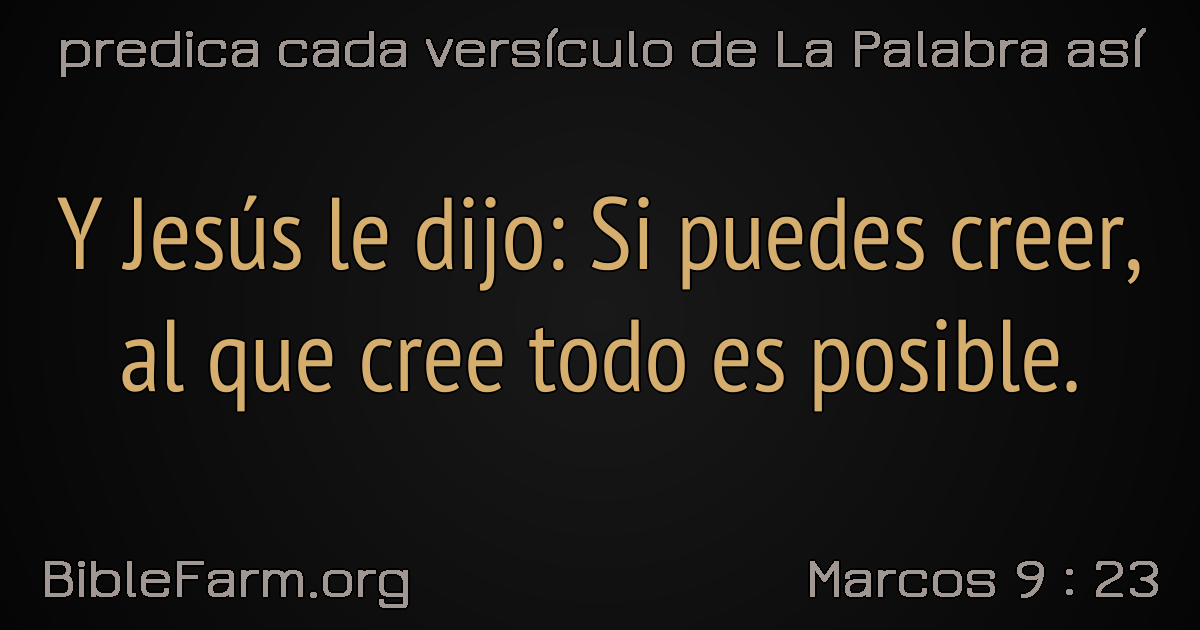 predica cada versículo de La Palabra así
Y Jesús le dijo: Si puedes creer,
al que cree todo es posible.
BibleFarm.org
Marcos 9 : 23